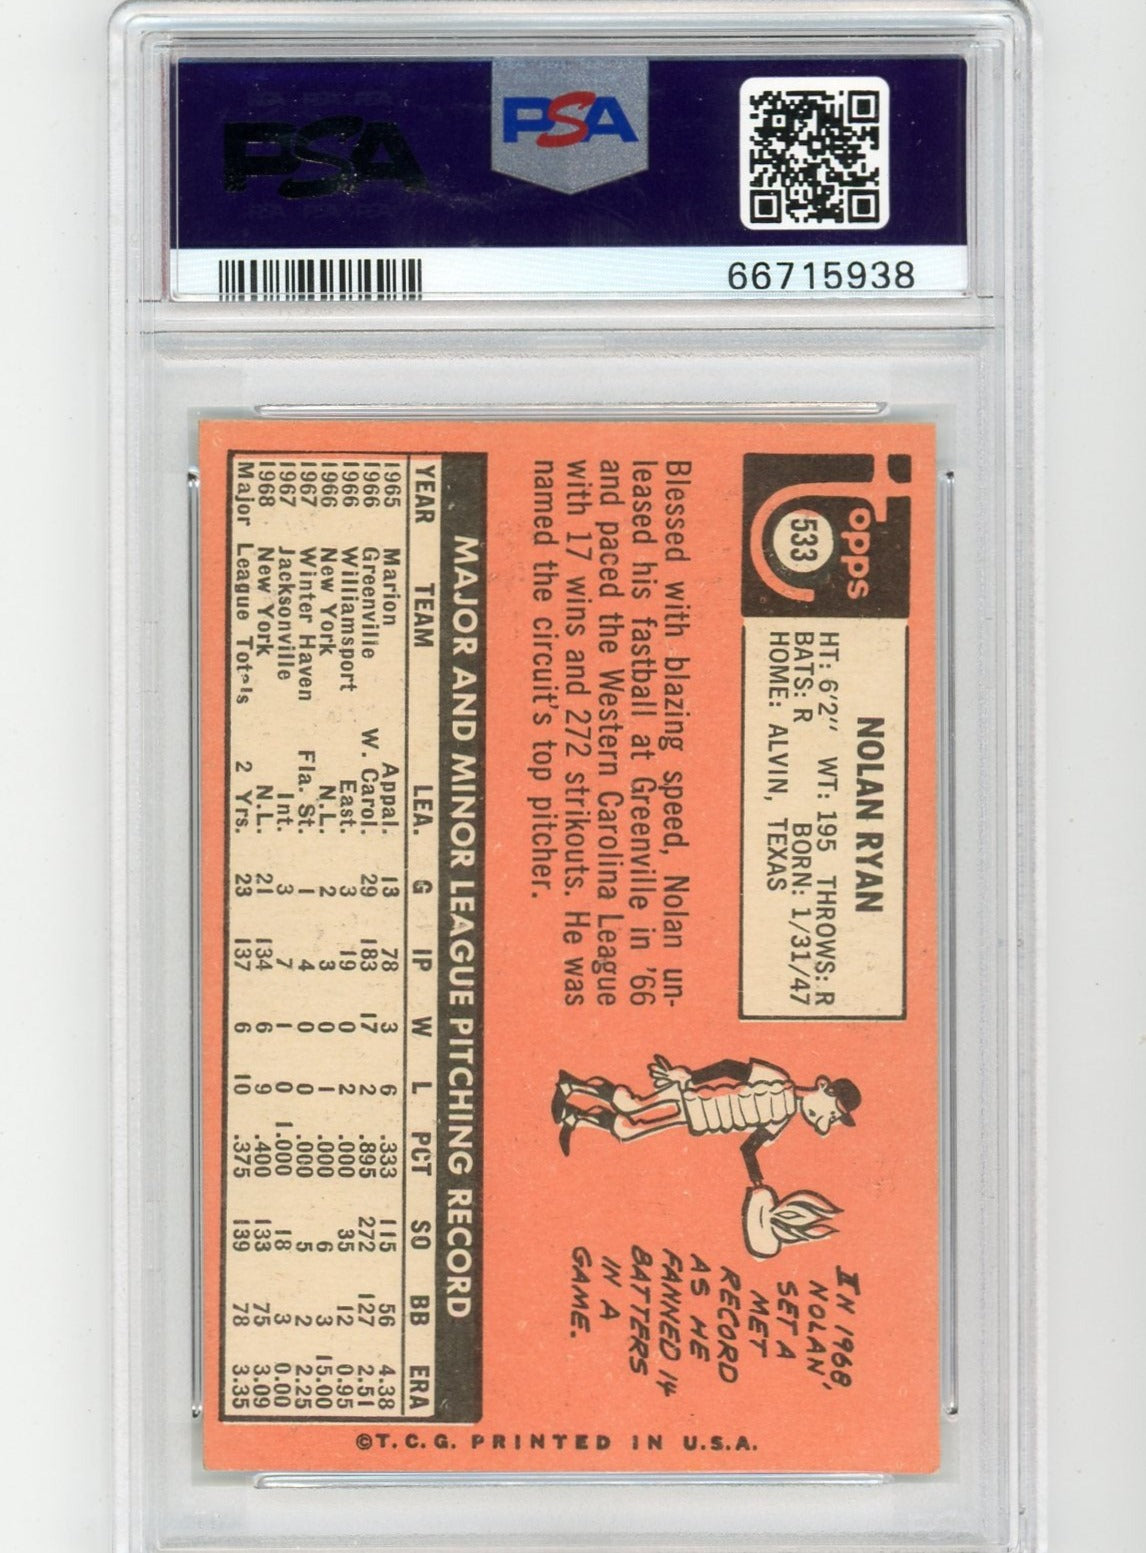 PSA
PSA
66715938
Topps
533
NOLAN RYAN
HT: 6'2" WT: 195 THROWS: R
BATS: R BORN: 1/31/47
HOME: ALVIN, TEXAS
Blessed with blazing speed, Nolan un-
leased his fastball at Greenville in '66
and paced the Western Carolina League
with 17 wins and 272 strikouts. He was
named the circuit's top pitcher.
IN 1968
NOLAN'
SET A
MET
RECORD
AS HE
FANNED 14
BATTERS
IN A
GAME.
MAJOR AND MINOR LEAGUE PITCHING RECORD
YEAR TEAM LEA. G IP W L PCT SO BB ERA
1965 Marion Appal. 13 78 3 6 .333 115 56 4.38
1966 Greenville W. Carol. 29 183 17 2 .895 272 127 2.51
1966 Williamsport East. 3 19 0 2 .000 35 12 0.95
1966 New York N.L. 2 3 0 1 .000 6 3 15.00
1967 Winter Haven Fla. St. 1 4 0 0 .000 5 2 2.25
1967 Jacksonville Int. 3 7 1 0 1.000 18 3 0.00
1968 New York N.L. 21 134 6 9 .400 133 75 3.09
Major League Totals 2 Yrs. 23 137 6 10 .375 139 78 3.35
©T.C.G. PRINTED IN U.S.A.